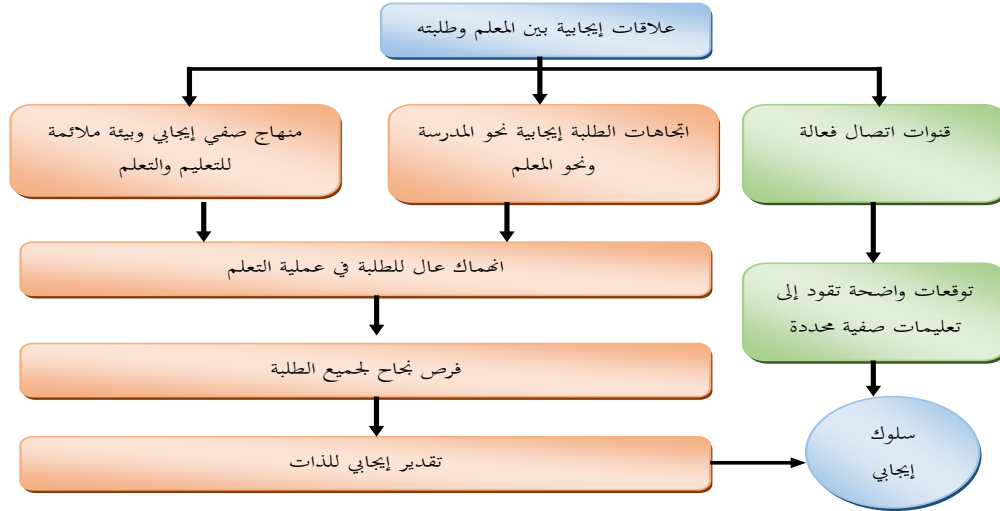 علاقات إيجابية بين المعلم وطلبته
قنوات اتصال فعالة
اتجاهات الطلبة إيجابية نحو المدرسة
ونحو المعلم
منهاج صفي إيجابي وبيئة ملائمة
للتعليم والتعلم
انهماك عال للطلبة في عملية التعلم
توقعات واضحة تقود إلى
تعليمات صفية محددة
فرص نجاح لجميع الطلبة
تقدير إيجابي للذات
سلوك
إيجابي